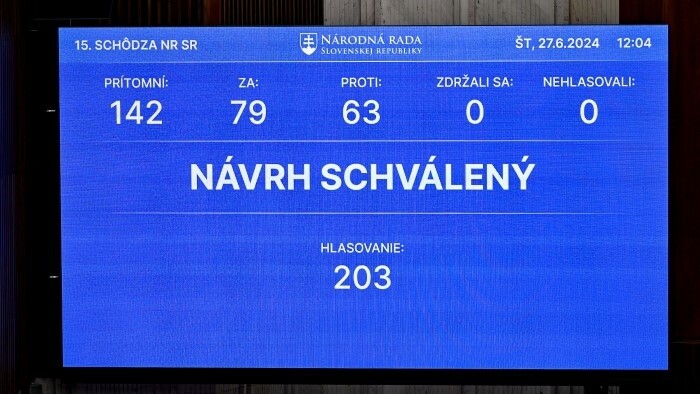 15. SCHÔDZA NR SR
NÁRODNÁ RADA
SLOVENSKEJ REPUBLIKY
ŠT, 27.6.2024 12:04
PRÍTOMNÍ: ZA: PROTI: ZDRŽALI SA: NEHLASOVALI:
142 79 63 0 0
NÁVRH SCHVÁLENÝ
HLASOVANIE:
203